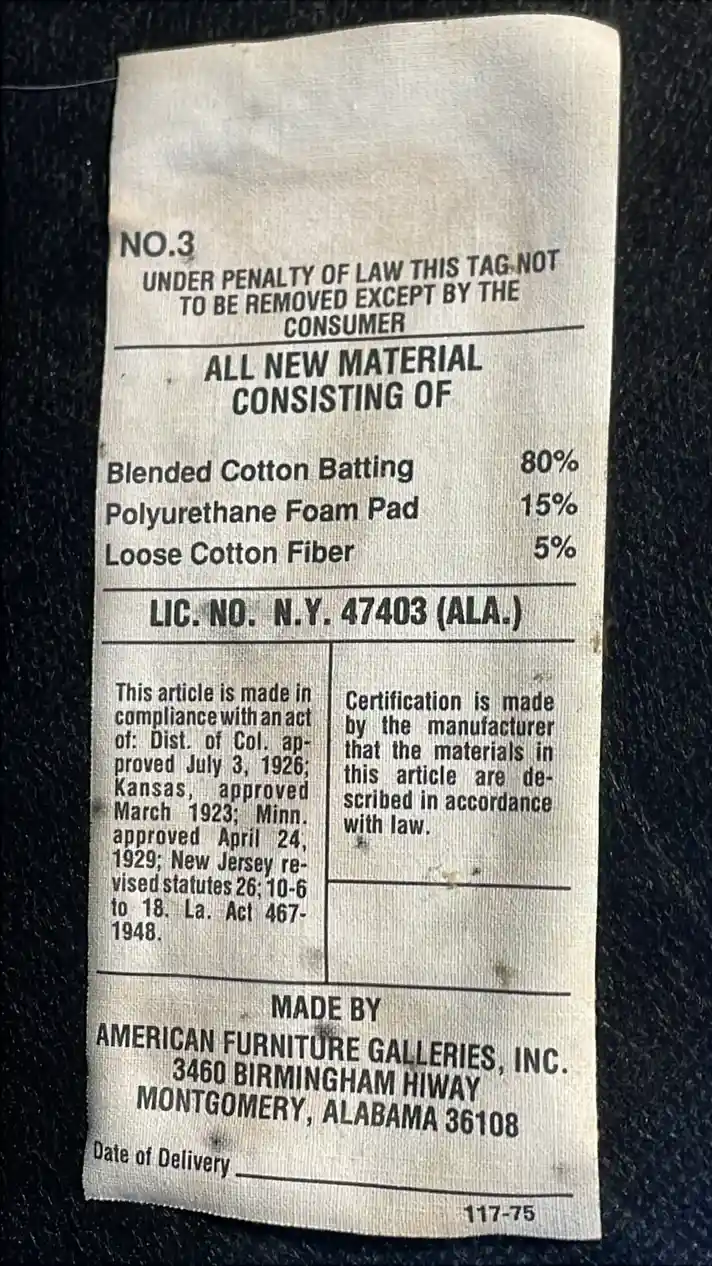 NO.3
UNDER PENALTY OF LAW THIS TAG NOT
TO BE REMOVED EXCEPT BY THE
CONSUMER
ALL NEW MATERIAL
CONSISTING OF
Blended Cotton Batting 80%
Polyurethane Foam Pad 15%
Loose Cotton Fiber 5%
LIC. NO. N.Y. 47403 (ALA.)
This article is made in
compliance with an act
of: Dist. of Col. ap-
proved July 3, 1926;
Kansas, approved
March 1923; Minn.
approved April 24,
1929; New Jersey re-
vised statutes 26; 10-6
to 18. La. Act 467-
1948.
Certification is made
by the manufacturer
that the materials in
this article are de-
scribed in accordance
with law.
MADE BY
AMERICAN FURNITURE GALLERIES, INC.
3460 BIRMINGHAM HIWAY
MONTGOMERY, ALABAMA 36108
Date of Delivery
117-75